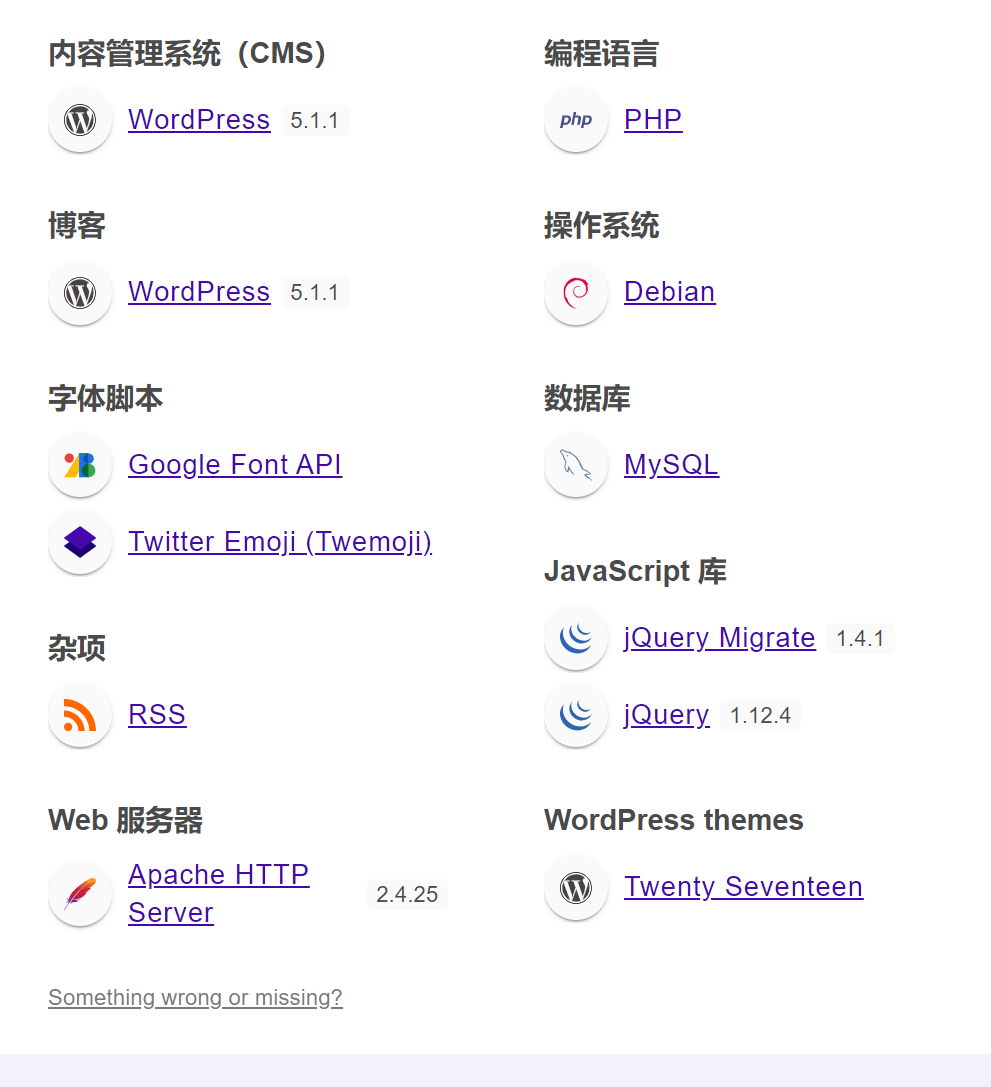 内容管理系统（CMS）
WordPress 5.1.1
博客
WordPress 5.1.1
字体脚本
Google Font API
Twitter Emoji (Twemoji)
杂项
RSS
Web 服务器
Apache HTTP
Server 2.4.25
Something wrong or missing?
编程语言
php PHP
操作系统
Debian
数据库
MySQL
JavaScript 库
jQuery Migrate 1.4.1
jQuery 1.12.4
WordPress themes
Twenty Seventeen